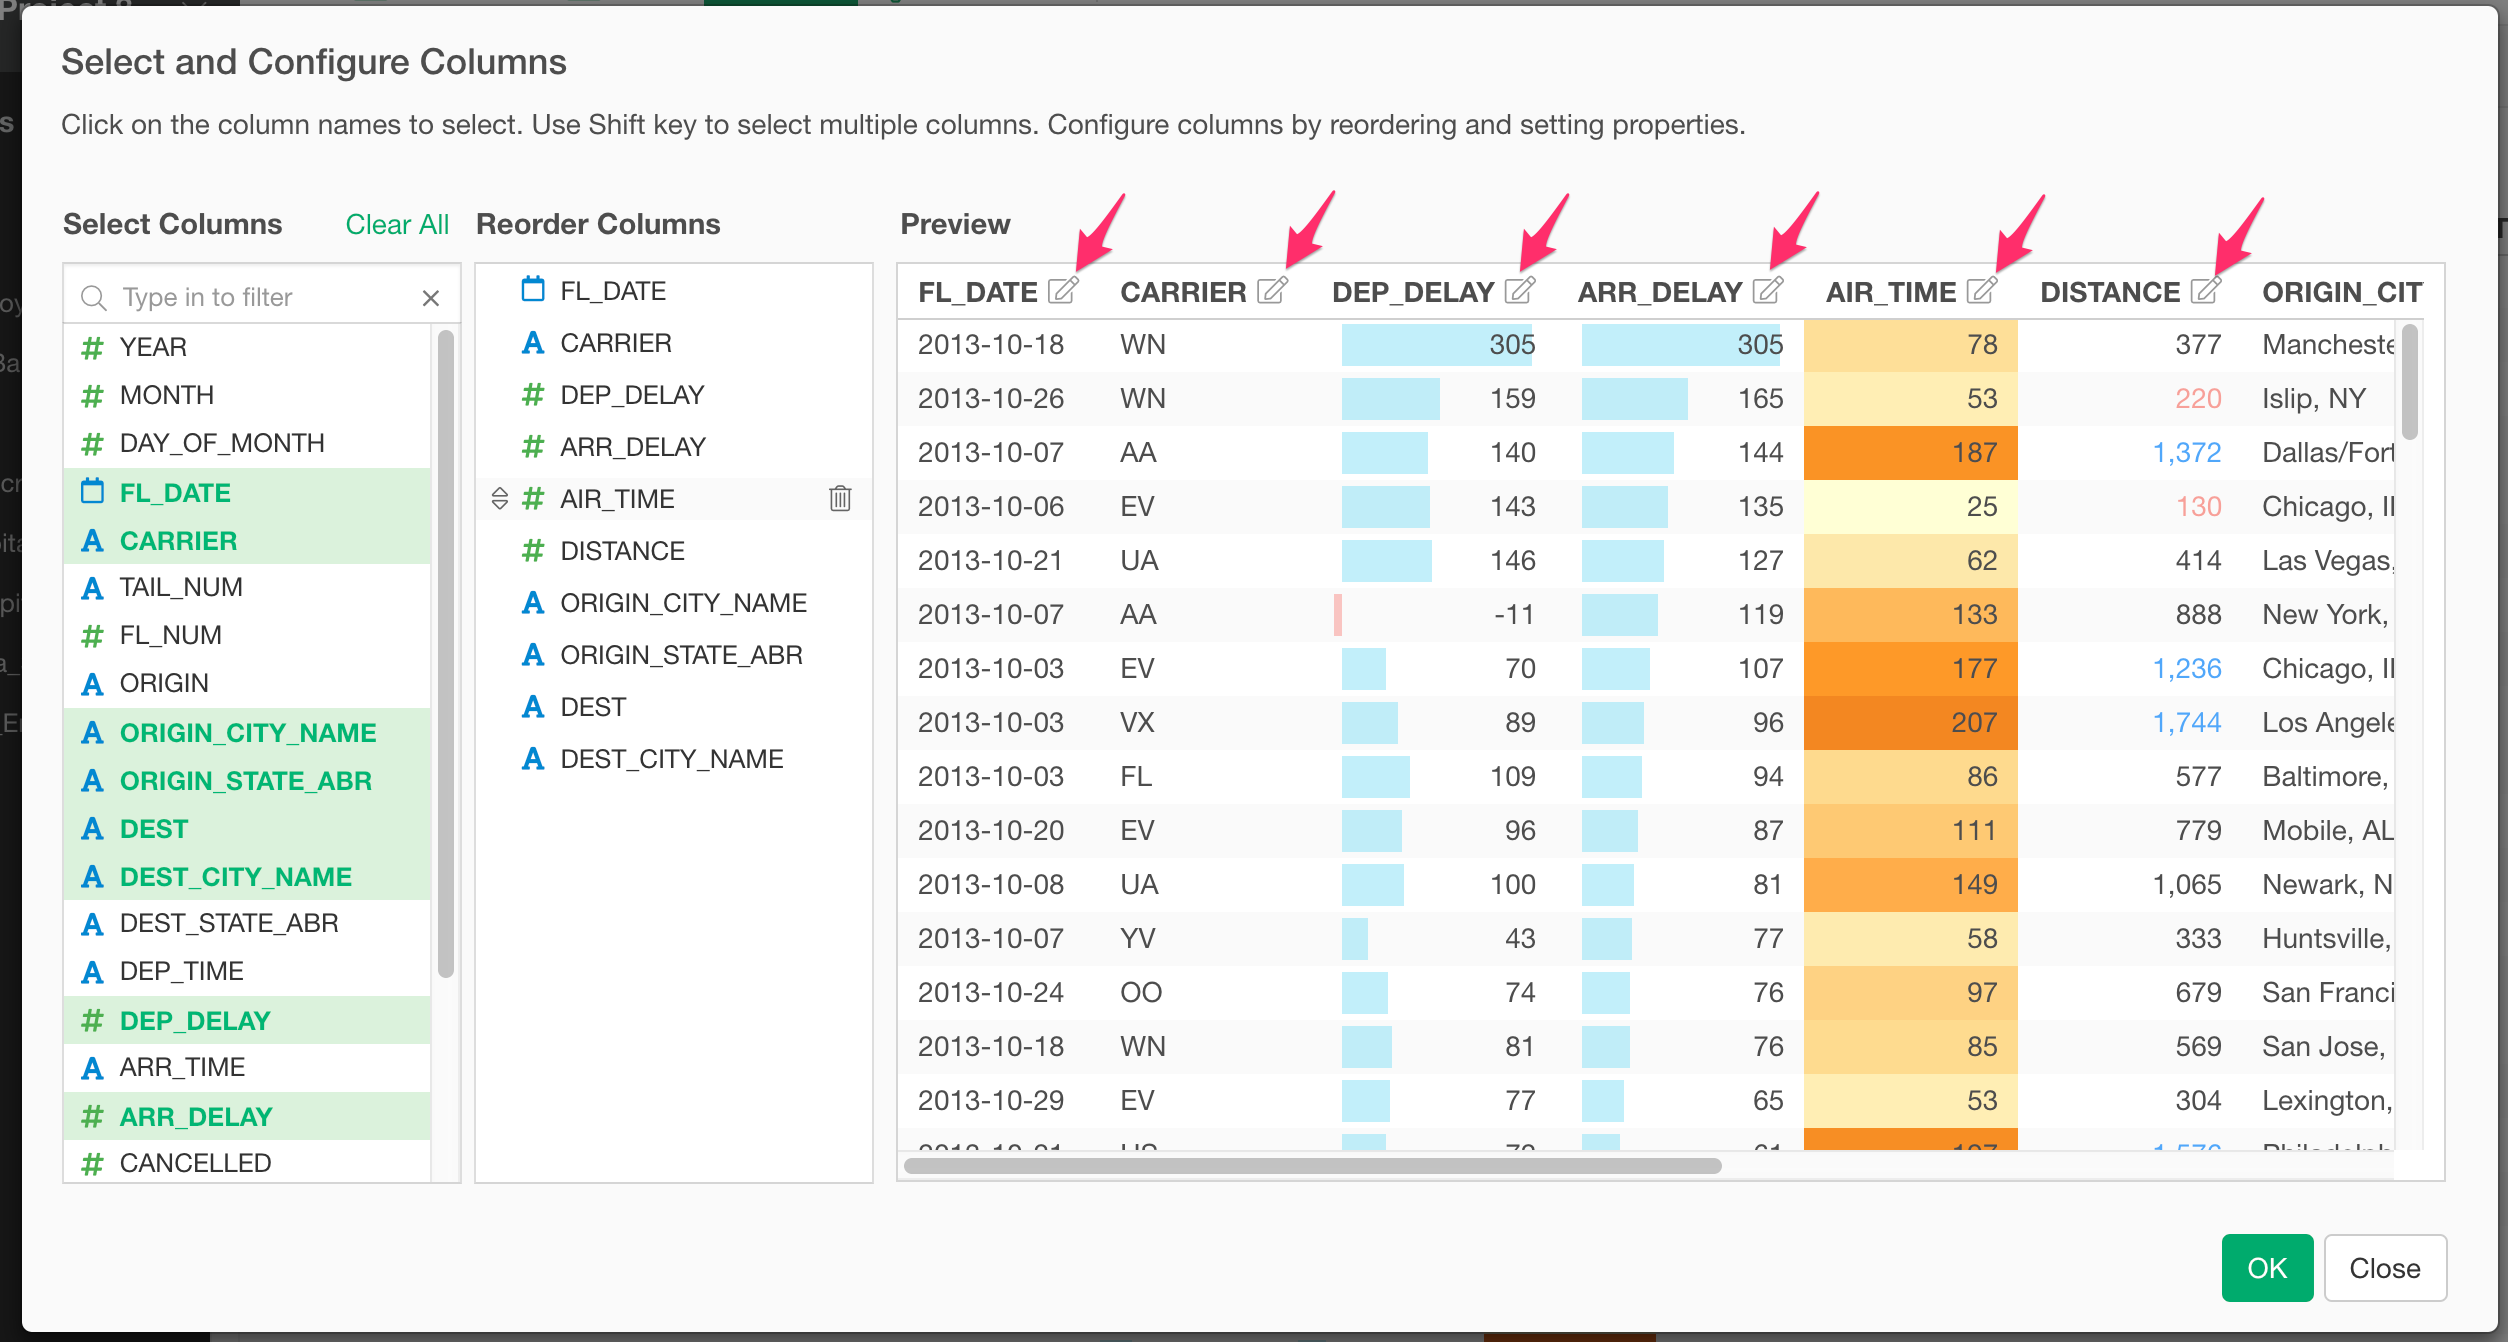 Select and Configure Columns
Click on the column names to select. Use Shift key to select multiple columns. Configure columns by reordering and setting properties.
Select Columns Clear All
Type in to filter
YEAR
MONTH
DAY_OF_MONTH
FL_DATE
CARRIER
TAIL_NUM
FL_NUM
ORIGIN
ORIGIN_CITY_NAME
ORIGIN_STATE_ABR
DEST
DEST_CITY_NAME
DEST_STATE_ABR
DEP_TIME
DEP_DELAY
ARR_TIME
ARR_DELAY
CANCELLED
Reorder Columns
FL_DATE
CARRIER
DEP_DELAY
ARR_DELAY
AIR_TIME
DISTANCE
ORIGIN_CITY_NAME
ORIGIN_STATE_ABR
DEST
DEST_CITY_NAME
Preview
FL_DATE CARRIER DEP_DELAY ARR_DELAY AIR_TIME DISTANCE ORIGIN_CIT
2013-10-18 WN 305 305 78 377 Mancheste
2013-10-26 WN 159 165 53 220 Islip, NY
2013-10-07 AA 140 144 187 1,372 Dallas/Fort
2013-10-06 EV 143 135 25 130 Chicago, Il
2013-10-21 UA 146 127 62 414 Las Vegas,
2013-10-07 AA -11 119 133 888 New York,
2013-10-03 EV 70 107 177 1,236 Chicago, Il
2013-10-03 VX 89 96 207 1,744 Los Angele
2013-10-03 FL 109 94 86 577 Baltimore,
2013-10-20 EV 96 87 111 779 Mobile, AL
2013-10-08 UA 100 81 149 1,065 Newark, N
2013-10-07 YV 43 77 58 333 Huntsville,
2013-10-24 OO 74 76 97 679 San Franci
2013-10-18 WN 81 76 85 569 San Jose,
2013-10-29 EV 77 65 53 304 Lexington,
OK Close